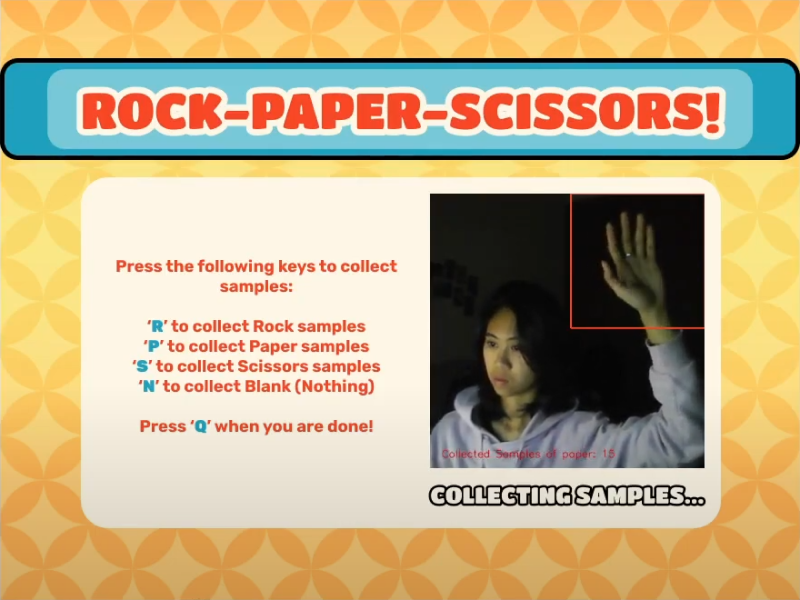 ROCK-PAPER-SCISSORS!
Press the following keys to collect
samples:
‘R’ to collect Rock samples
‘P’ to collect Paper samples
‘S’ to collect Scissors samples
‘N’ to collect Blank (Nothing)
Press ‘Q’ when you are done!
Collected Samples of paper: 15
COLLECTING SAMPLES...